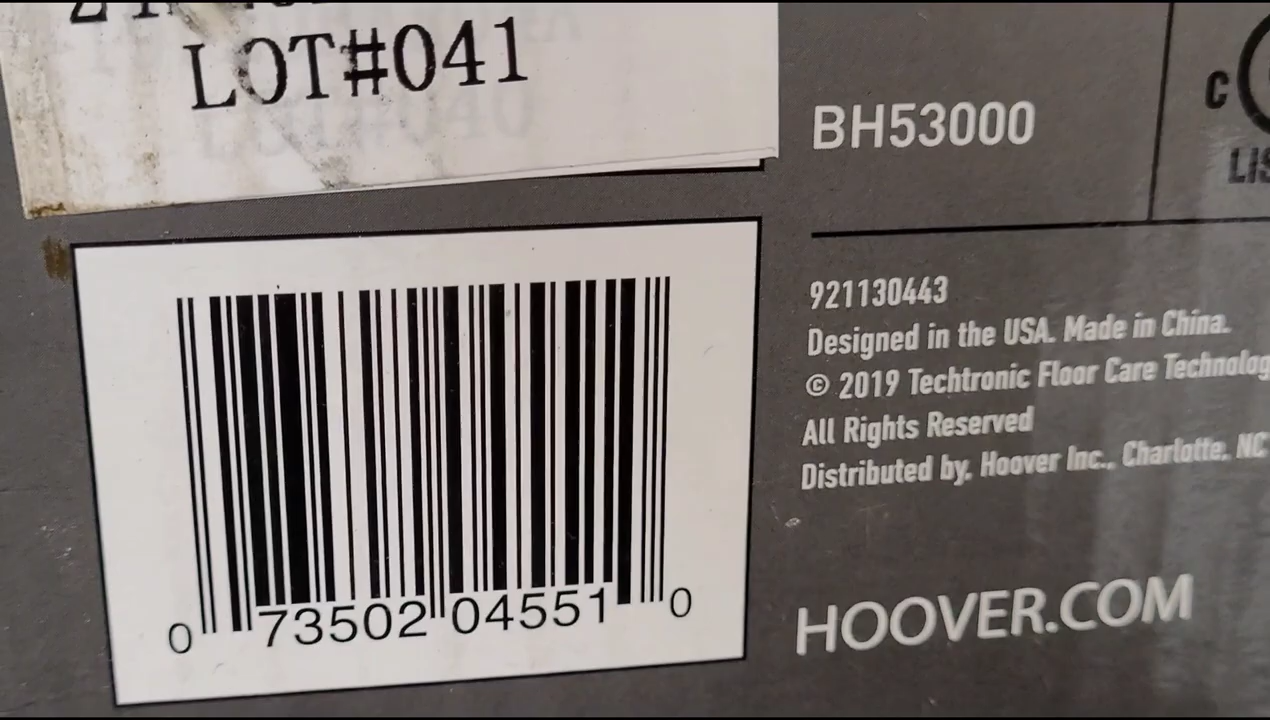 LOT#041
BH53000
C
921130443
Designed in the USA. Made in China.
© 2019 Techtronic Floor Care
All Rights Reserved
Distributed by. Hoover Inc., Charlotte, NC
0 73502 04551 0
HOOVER.COM